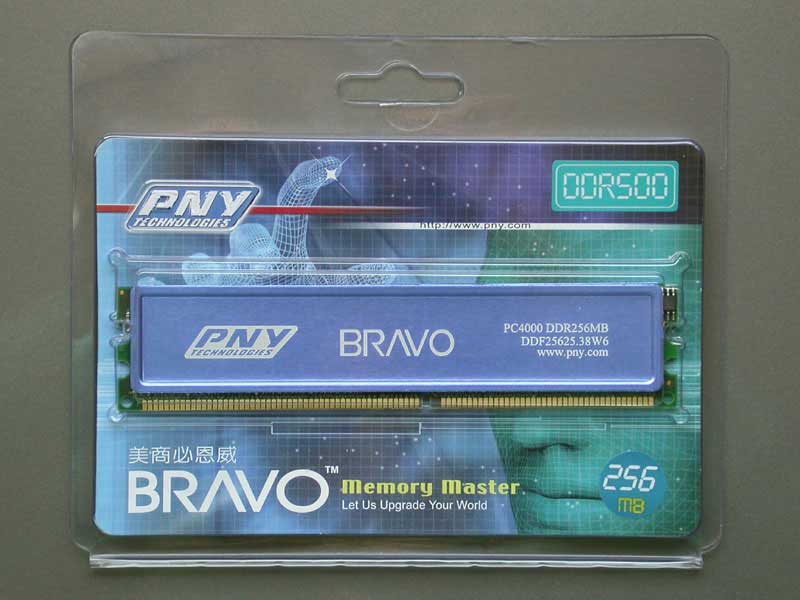 PNY
TECHNOLOGIES
DDR500
http://www.pny.com
PNY
TECHNOLOGIES
BRAVO
PC4000 DDR256MB
DDF25625.38W6
www.pny.com
美商必恩威
BRAVO™
Memory Master
Let Us Upgrade Your World
256
MB